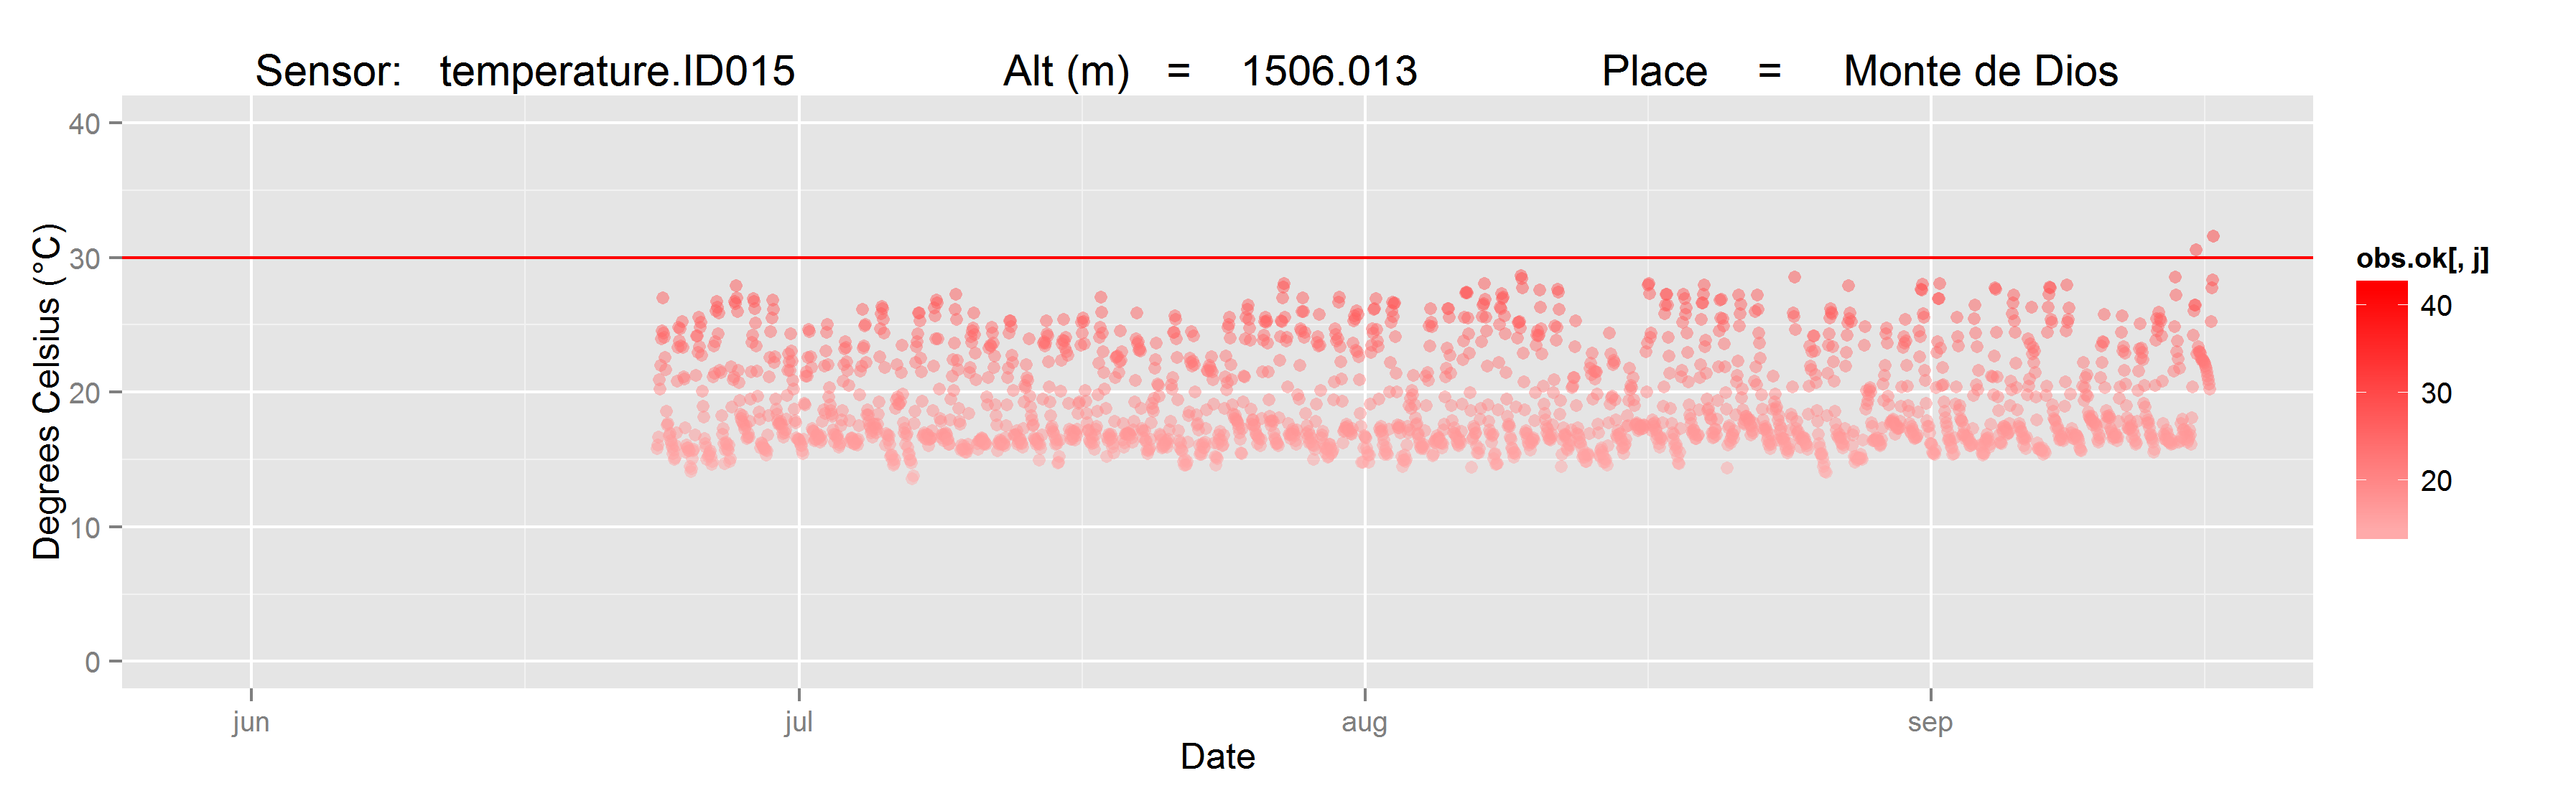 Sensor: temperature.ID015 Alt (m) = 1506.013 Place = Monte de Dios
Degrees Celsius (°C)
40
30
20
10
0
jun jul aug sep
Date
obs.ok[, j]
40
30
20